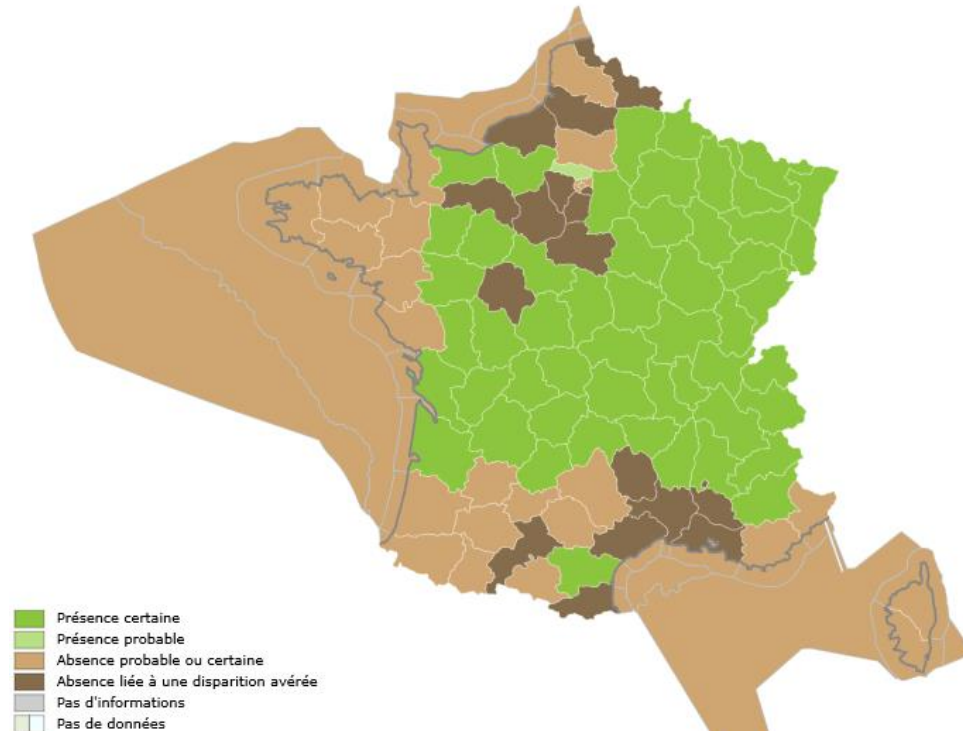 Présence certaine
Présence probable
Absence probable ou certaine
Absence liée à une disparition avérée
Pas d'informations
Pas de données